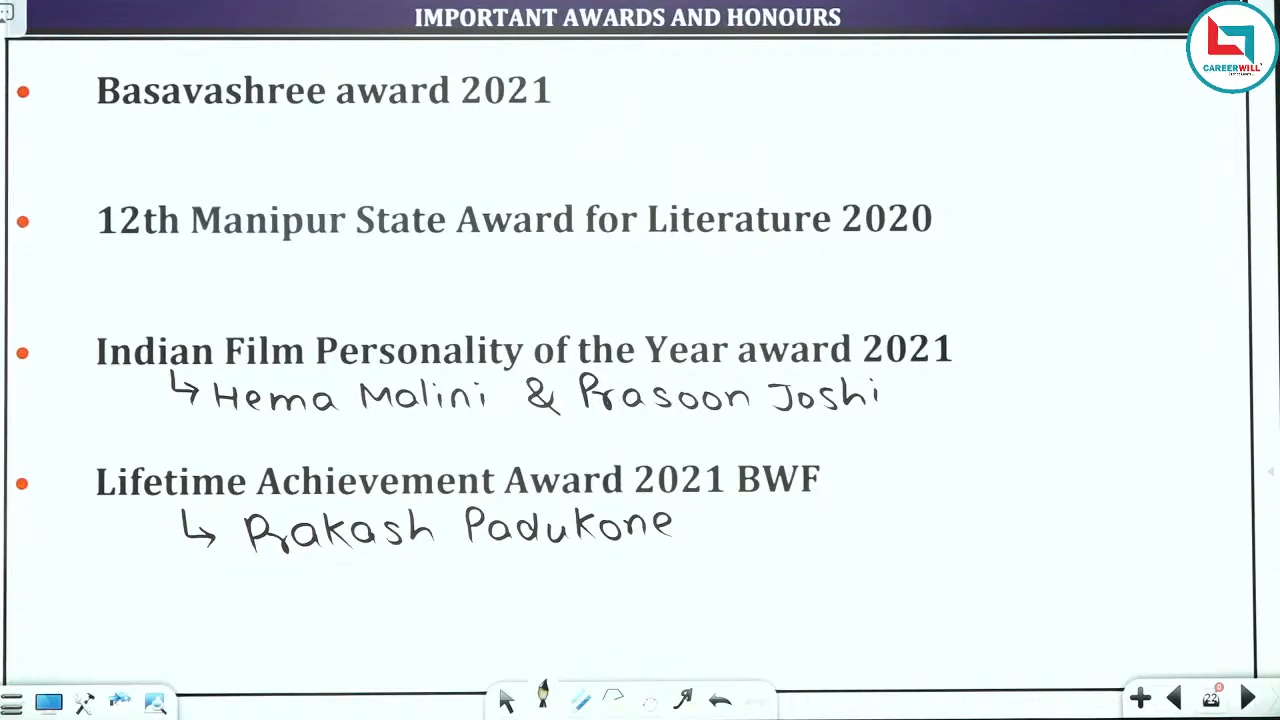 IMPORTANT AWARDS AND HONOURS
CAREERWILL
Basavashree award 2021
12th Manipur State Award for Literature 2020
Indian Film Personality of the Year award 2021
↳ Hema Malini & Prasoon Joshi
Lifetime Achievement Award 2021 BWF
↳ Prakash Padukone
22